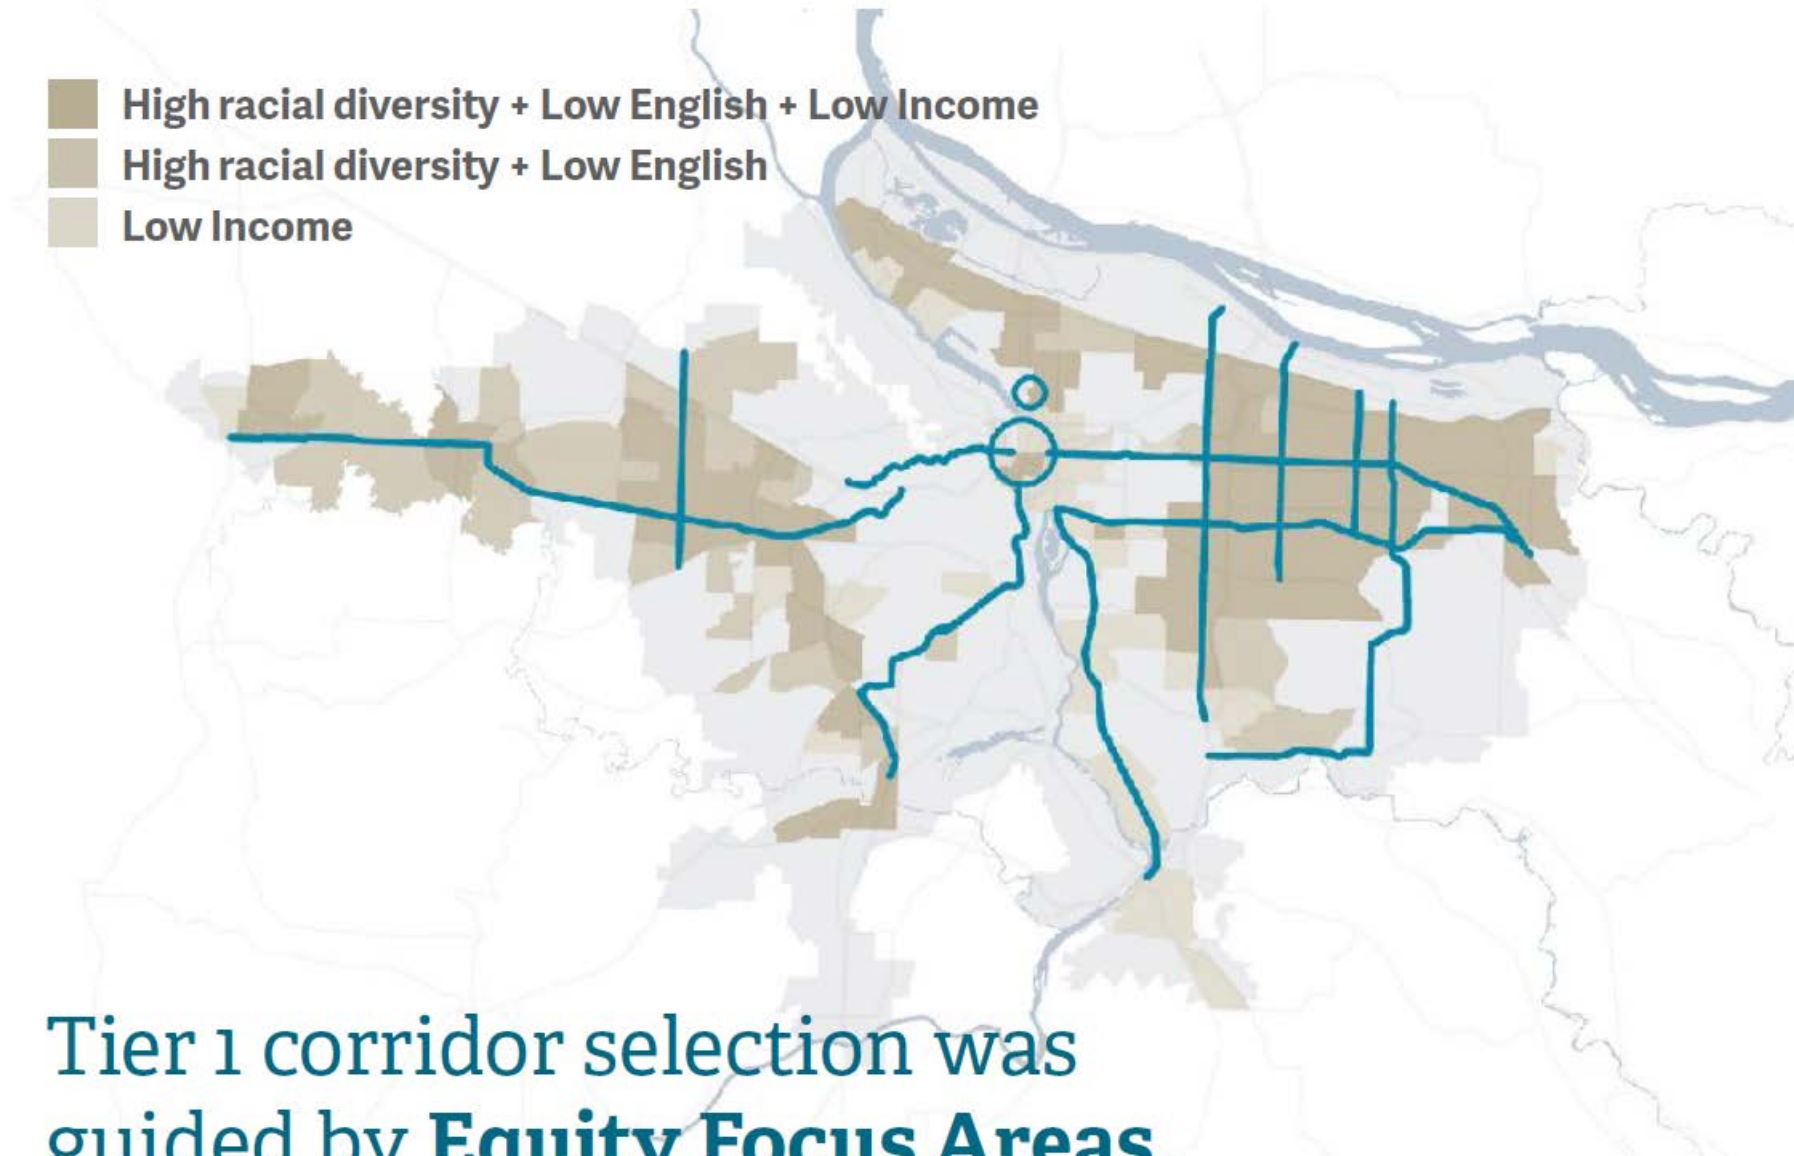 High racial diversity + Low English + Low Income
High racial diversity + Low English
Low Income
Tier 1 corridor selection was
guided by Equity Focus Areas